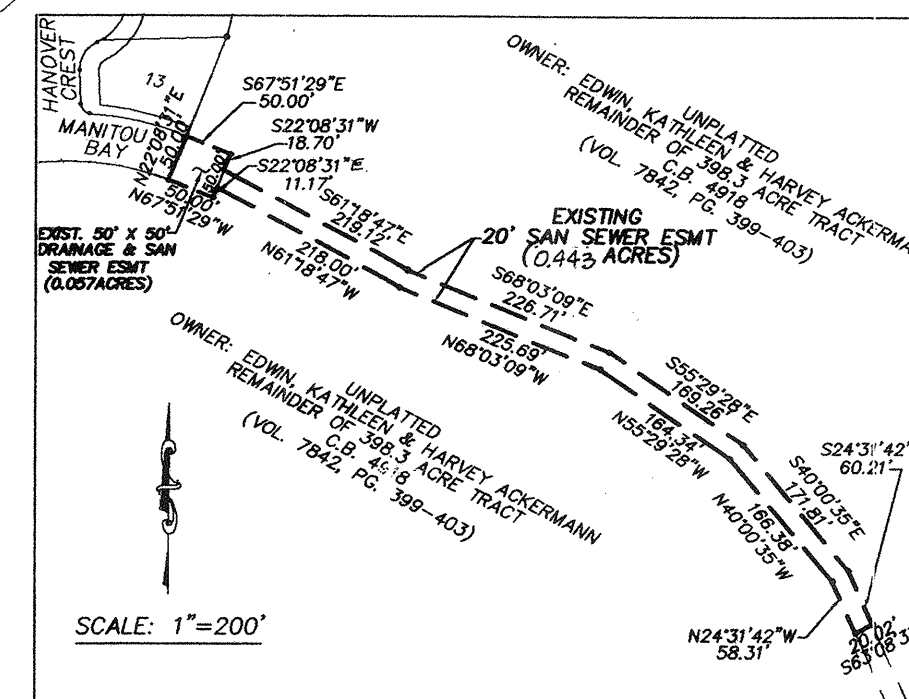 HANOVER
CREST
13
MANITOU
BAY
N22°08'31"E
50.00'
S67°51'29"E
50.00'
S22°08'31"W
18.70'
S22°08'31"E
11.17'
50.00'
50.00'
N67°51'29"W
EXIST. 50' X 50'
DRAINAGE & SAN
SEWER ESMT
(0.057ACRES)
S61°18'47"E
219.12'
218.00'
N61°18'47"W
OWNER: EDWIN, KATHLEEN & HARVEY ACKERMA
UNPLATTED
REMAINDER OF 398.3 ACRE TRACT
C.B. 4918
(VOL. 7842, PG. 399-403)
EXISTING
20' SAN SEWER ESMT
(0.443 ACRES)
S68°03'09"E
226.71'
225.69'
N68°03'09"W
OWNER: EDWIN, KATHLEEN & HARVEY ACKERMANN
UNPLATTED
REMAINDER OF 398.3 ACRE TRACT
C.B. 4918
(VOL. 7842, PG. 399-403)
S55°29'28"E
169.26'
164.34'
N55°29'28"W
S40°00'35"E
171.81'
166.38'
N40°00'35"W
S24°31'42"
60.21'
N24°31'42"W
58.31'
20.02'
SCALE: 1"=200'